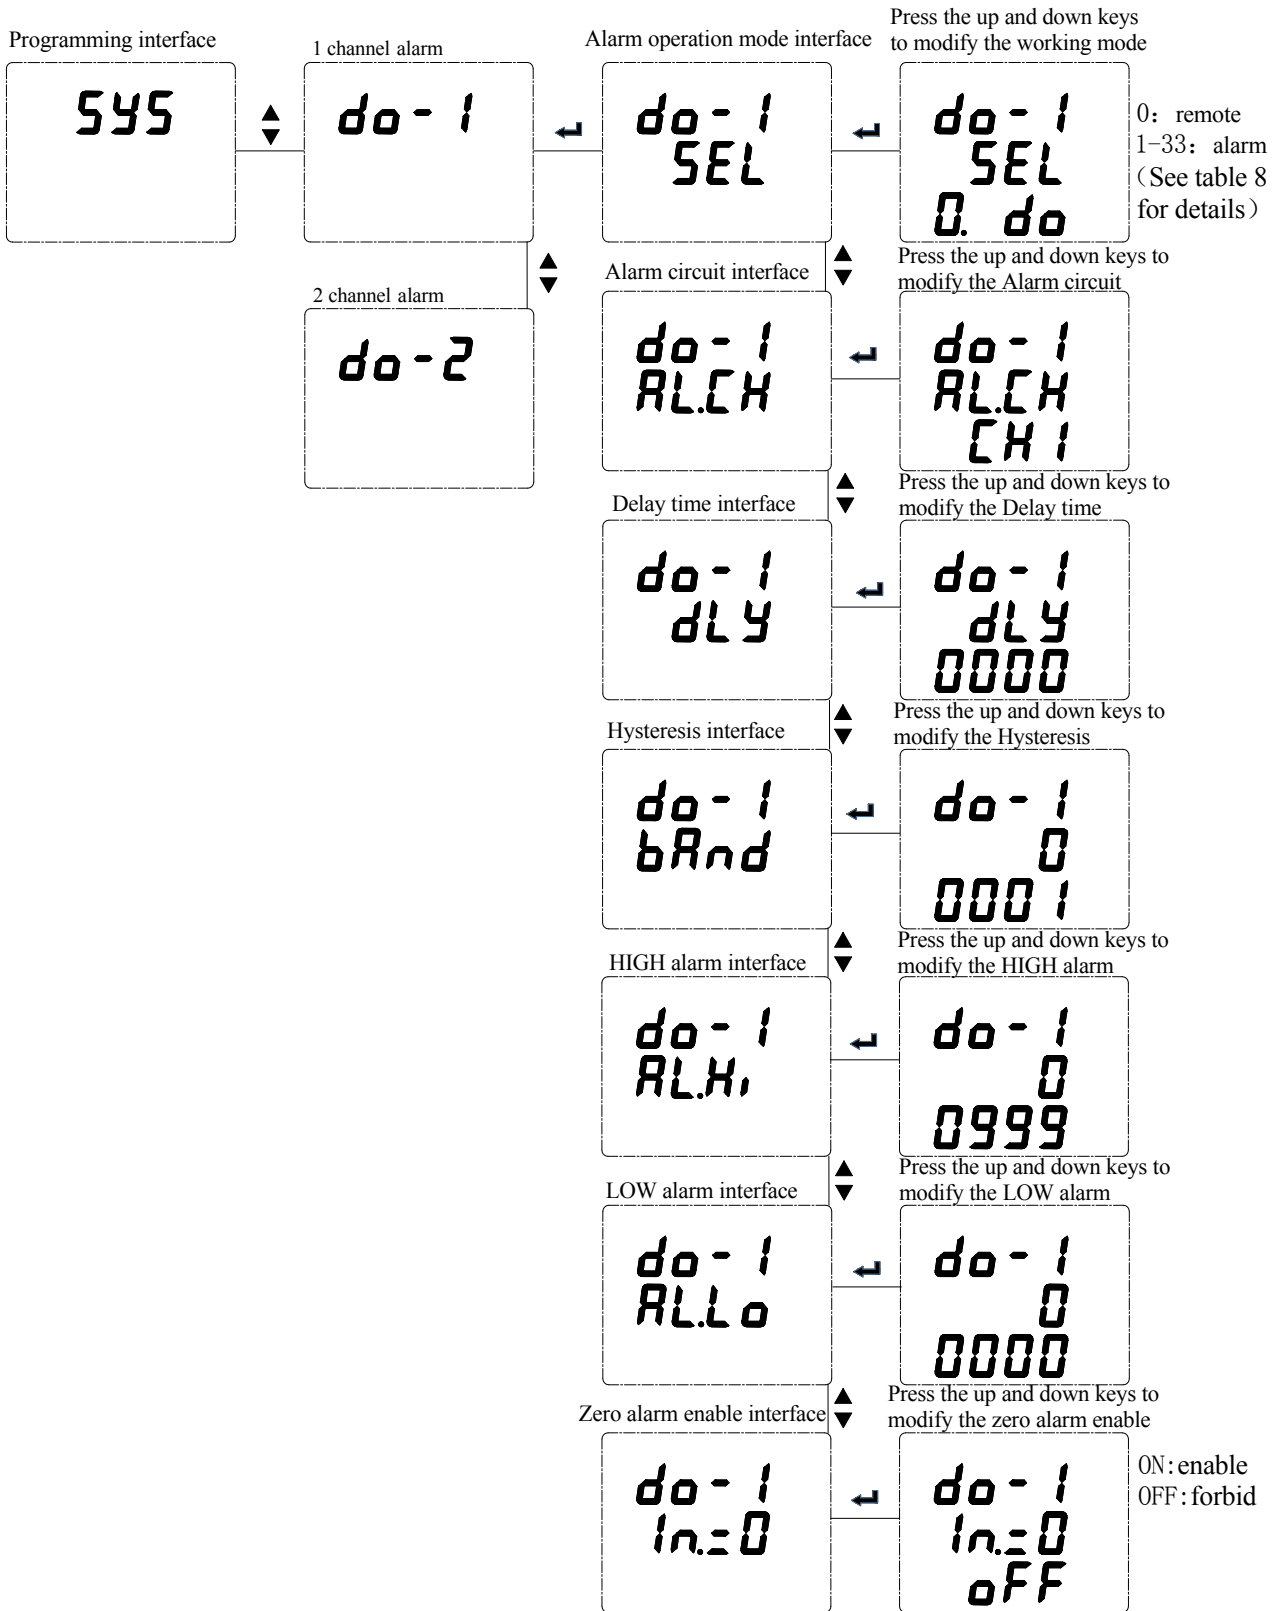 Programming interface
SYS
1 channel alarm
do-1
Alarm operation mode interface
do-1
SEL
Press the up and down keys
to modify the working mode
do-1
SEL
0. do
0： remote
1-33：alarm
（See table 8
for details）
2 channel alarm
do-2
Alarm circuit interface
do-1
AL.CH
Press the up and down keys to
modify the Alarm circuit
do-1
AL.CH
CH1
Delay time interface
do-1
dLY
Press the up and down keys to
modify the Delay time
do-1
dLY
0000
Hysteresis interface
do-1
bAnd
Press the up and down keys to
modify the Hysteresis
do-1
0
0001
HIGH alarm interface
do-1
AL.Hi
Press the up and down keys to
modify the HIGH alarm
do-1
0
0999
LOW alarm interface
do-1
AL.Lo
Press the up and down keys to
modify the LOW alarm
do-1
0
0000
Zero alarm enable interface
do-1
In.=0
Press the up and down keys to
modify the zero alarm enable
do-1
In.=0
oFF
ON:enable
OFF:forbid